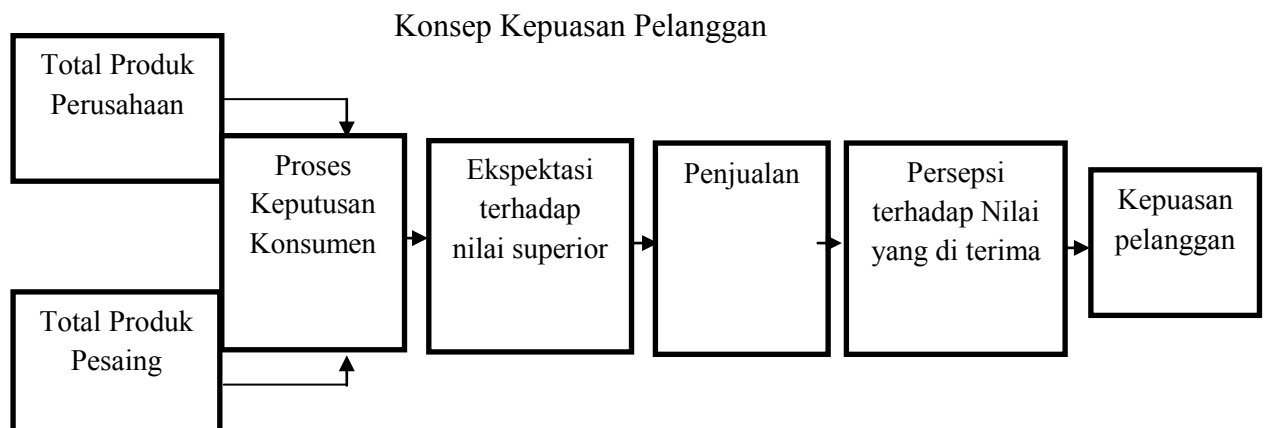 Konsep Kepuasan Pelanggan
Total Produk
Perusahaan
Total Produk
Pesaing
Proses
Keputusan
Konsumen
Ekspektasi
terhadap
nilai superior
Penjualan
Persepsi
terhadap Nilai
yang di terima
Kepuasan
pelanggan